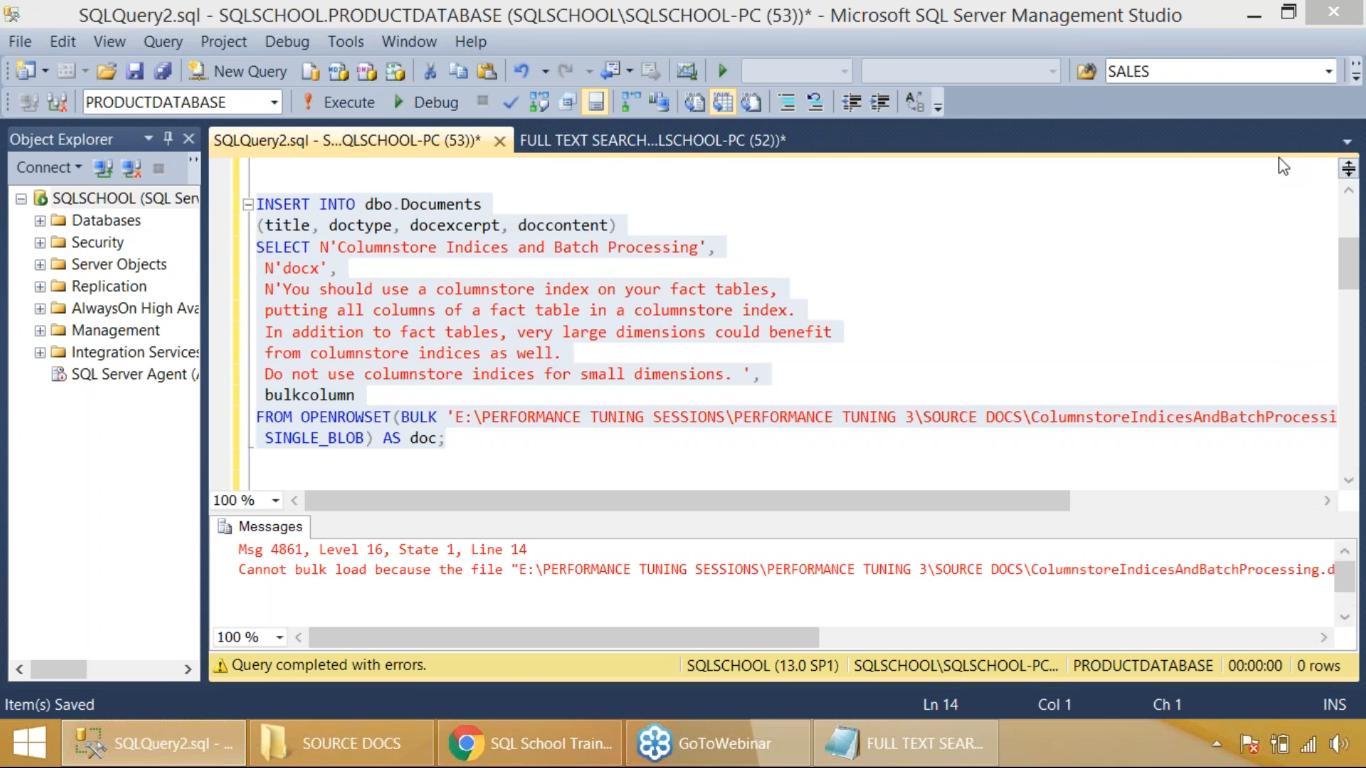 SQLQuery2.sql - SQLSCHOOL.PRODUCTDATABASE (SQLSCHOOL\SQLSCHOOL-PC (53))* - Microsoft SQL Server Management Studio
File Edit View Query Project Debug Tools Window Help
New Query SALES
PRODUCTDATABASE Execute Debug
Object Explorer
SQLQuery2.sql - S...QLSCHOOL-PC (53))* FULL TEXT SEARCH...LSCHOOL-PC (52))*
Connect
SQLSCHOOL (SQL Ser
Databases
Security
Server Objects
Replication
AlwaysOn High Ava
Management
Integration Services
SQL Server Agent (
INSERT INTO dbo.Documents
(title, doctype, docexcerpt, doccontent)
SELECT N'Columnstore Indices and Batch Processing',
N'docx',
N'You should use a columnstore index on your fact tables,
putting all columns of a fact table in a columnstore index.
In addition to fact tables, very large dimensions could benefit
from columnstore indices as well.
Do not use columnstore indices for small dimensions. ',
bulkcolumn
FROM OPENROWSET(BULK 'E:\PERFORMANCE TUNING SESSIONS\PERFORMANCE TUNING 3\SOURCE DOCS\ColumnstoreIndicesAndBatchProcessi
SINGLE_BLOB) AS doc;
100 %
Messages
Msg 4861, Level 16, State 1, Line 14
Cannot bulk load because the file "E:\PERFORMANCE TUNING SESSIONS\PERFORMANCE TUNING 3\SOURCE DOCS\ColumnstoreIndicesAndBatchProcessing.d
100 %
Query completed with errors. SQLSCHOOL (13.0 SP1) SQLSCHOOL\SQLSCHOOL-PC... PRODUCTDATABASE 00:00:00 0 rows
Item(s) Saved Ln 14 Col 1 Ch 1 INS
SQLQuery2.sql - ... SOURCE DOCS SQL School Train... GoToWebinar FULL TEXT SEAR...